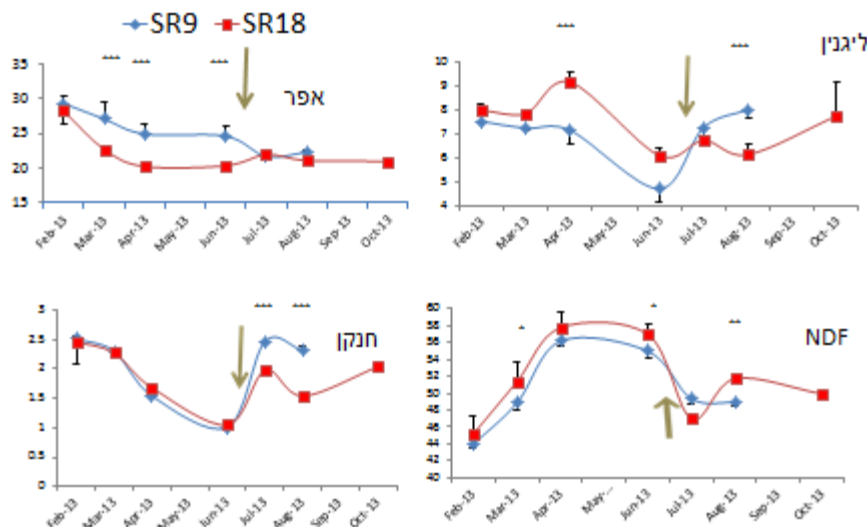 SR9 SR18
*** *** ***
אפר
35
30
25
20
15
Feb-13 Mar-13 Apr-13 May-13 Jun-13 Jul-13 Aug-13 Sep-13 Oct-13
*** ***
ליגנין
10
9
8
7
6
5
4
Feb-13 Mar-13 Apr-13 May-13 Jun-13 Jul-13 Aug-13 Sep-13 Oct-13
*** ***
חנקן
3
2.5
2
1.5
1
0.5
0
Feb-13 Mar-13 Apr-13 May-13 Jun-13 Jul-13 Aug-13 Sep-13 Oct-13
* * **
NDF
60
58
56
54
52
50
48
46
44
42
40
Feb-13 Mar-13 Apr-13 May-... Jun-13 Jul-13 Aug-13 Sep-13 Oct-13